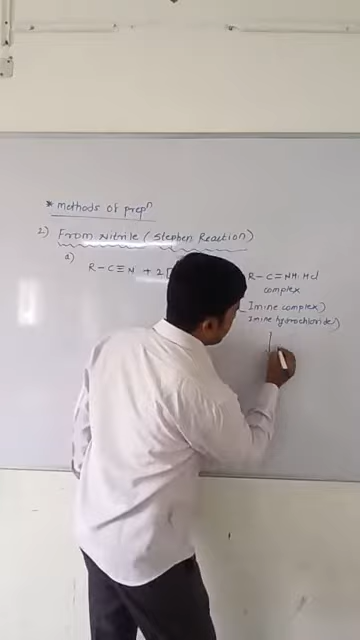 * Methods of prepn
2) From Nitrile (Stephen Reaction)
a)
R-C≡N + 2[
R-C=NH.HCl
complex
Imine complex)
Imine hydrochloride)